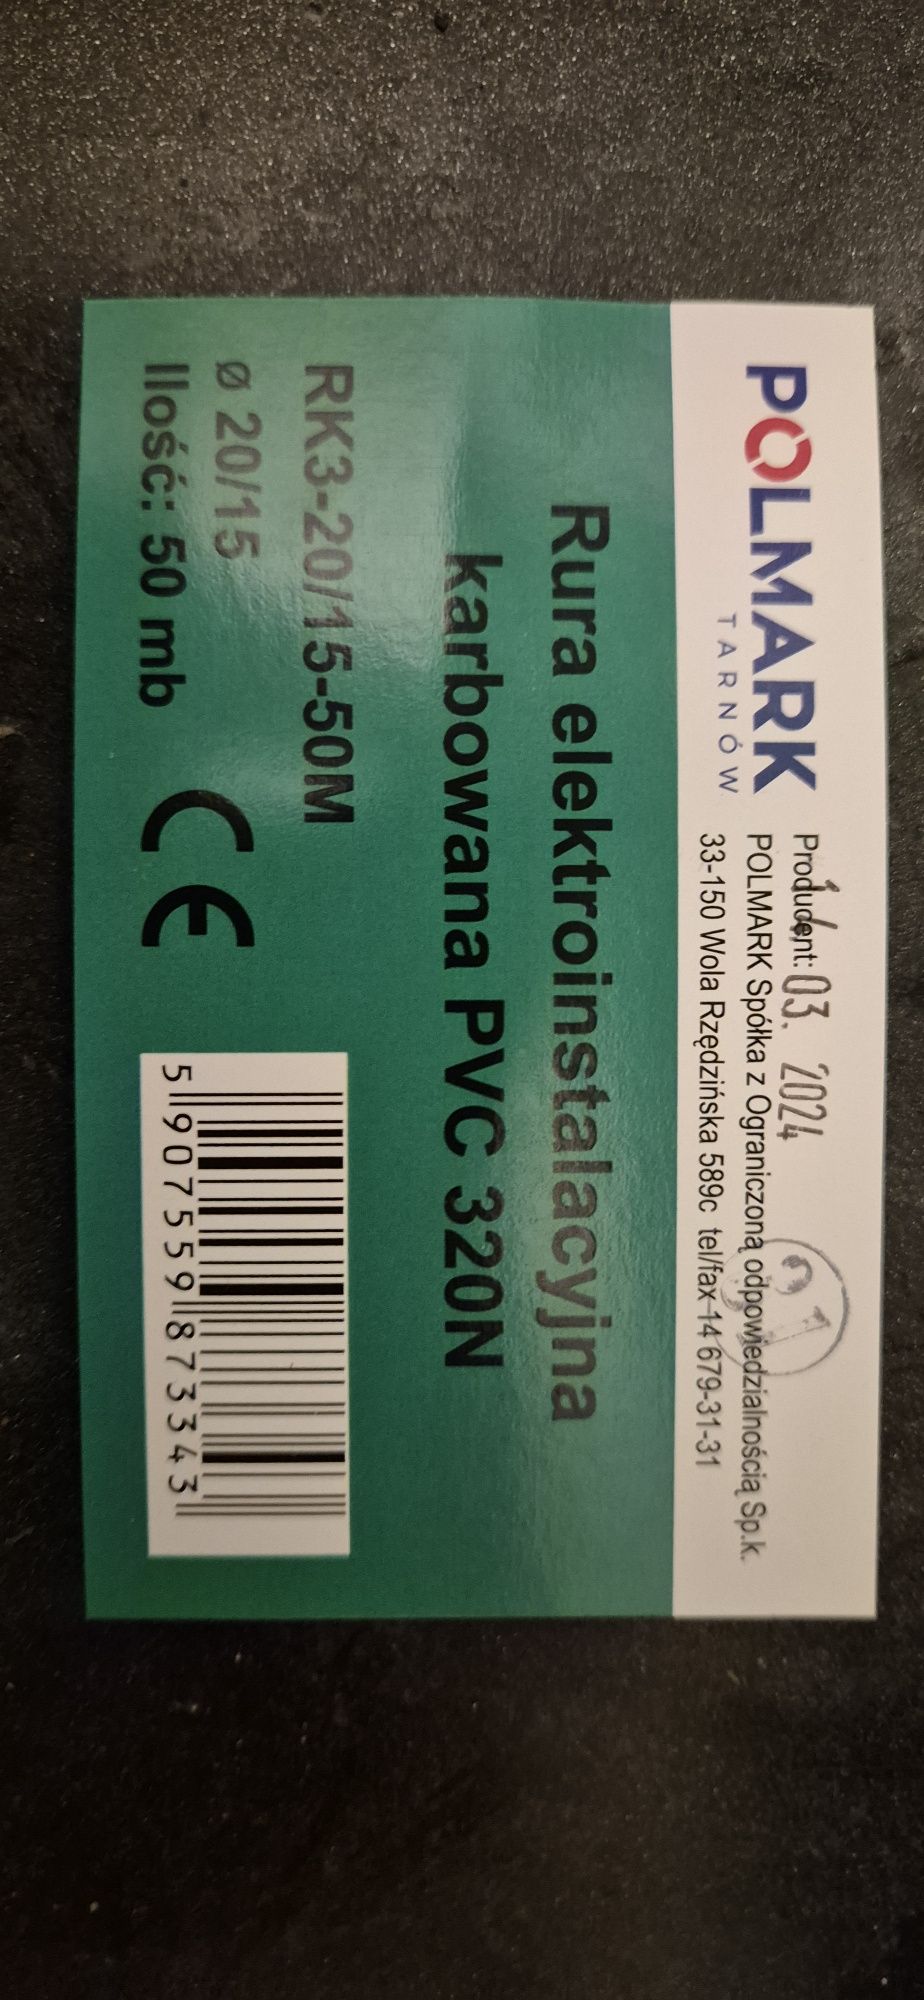 POLMARK
TARNÓW
Producent:
03. 2024
POLMARK Spółka z Ograniczoną odpowiedzialnością Sp.k.
33-150 Wola Rzędzińska 589c tel/fax 14 679-31-31
Rura elektroinstalacyjna
karbowana PVC 320N
RK3-20/15-50M
ø 20/15
Ilość: 50 mb
CE
5 907559 873343